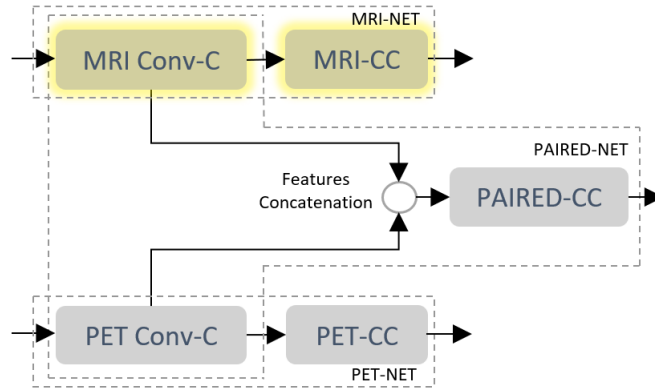 MRI-NET
MRI Conv-C
MRI-CC
PAIRED-NET
Features
Concatenation
PAIRED-CC
PET Conv-C
PET-CC
PET-NET